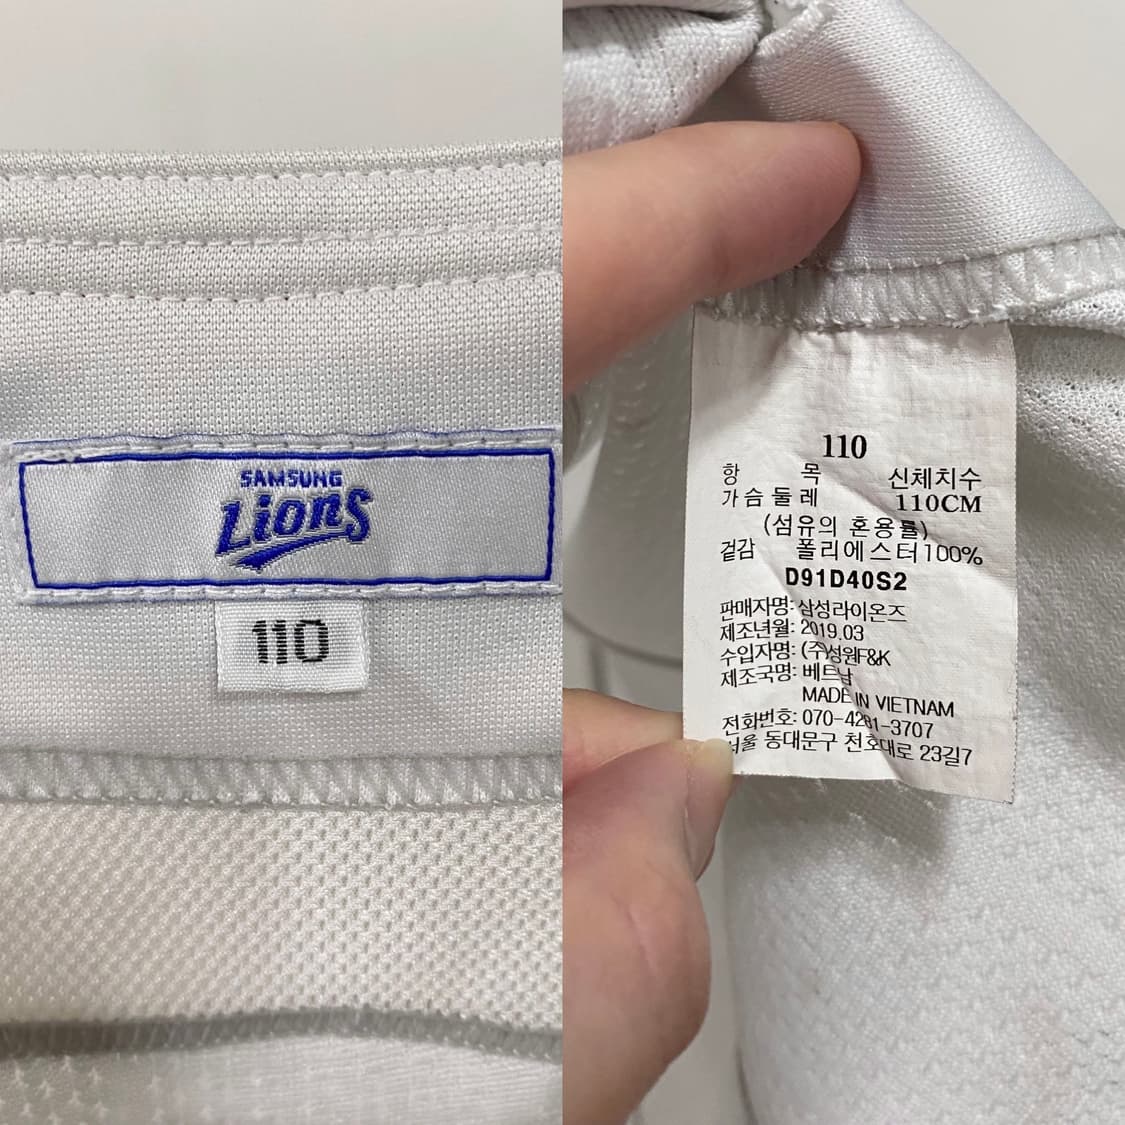 SAMSUNG
Lions
110
110
항 목 신체치수
가슴둘레 110CM
(섬유의 혼용률)
겉감 폴리에스터100%
D91D40S2
판매자명: 삼성라이온즈
제조년월: 2019.03
수입자명: (주)성원F&K
제조국명: 베트남
MADE IN VIETNAM
전화번호: 070-4281-3707
서울 동대문구 천호대로 23길7